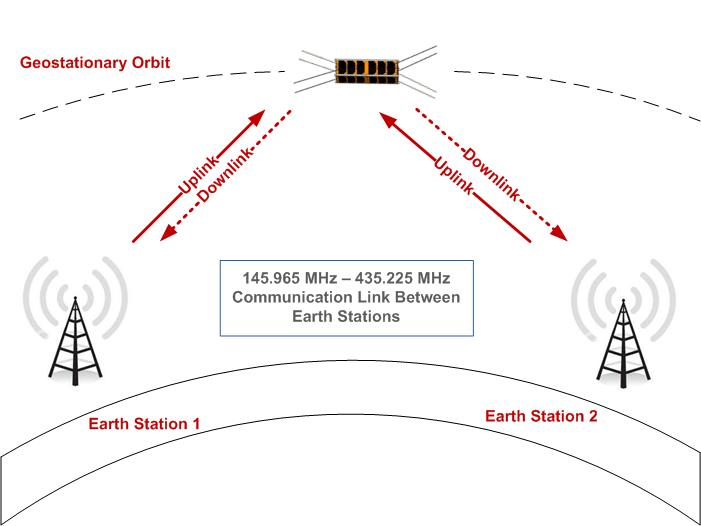 Geostationary Orbit
Uplink
Downlink
Downlink
Uplink
145.965 MHz – 435.225 MHz
Communication Link Between
Earth Stations
Earth Station 1
Earth Station 2